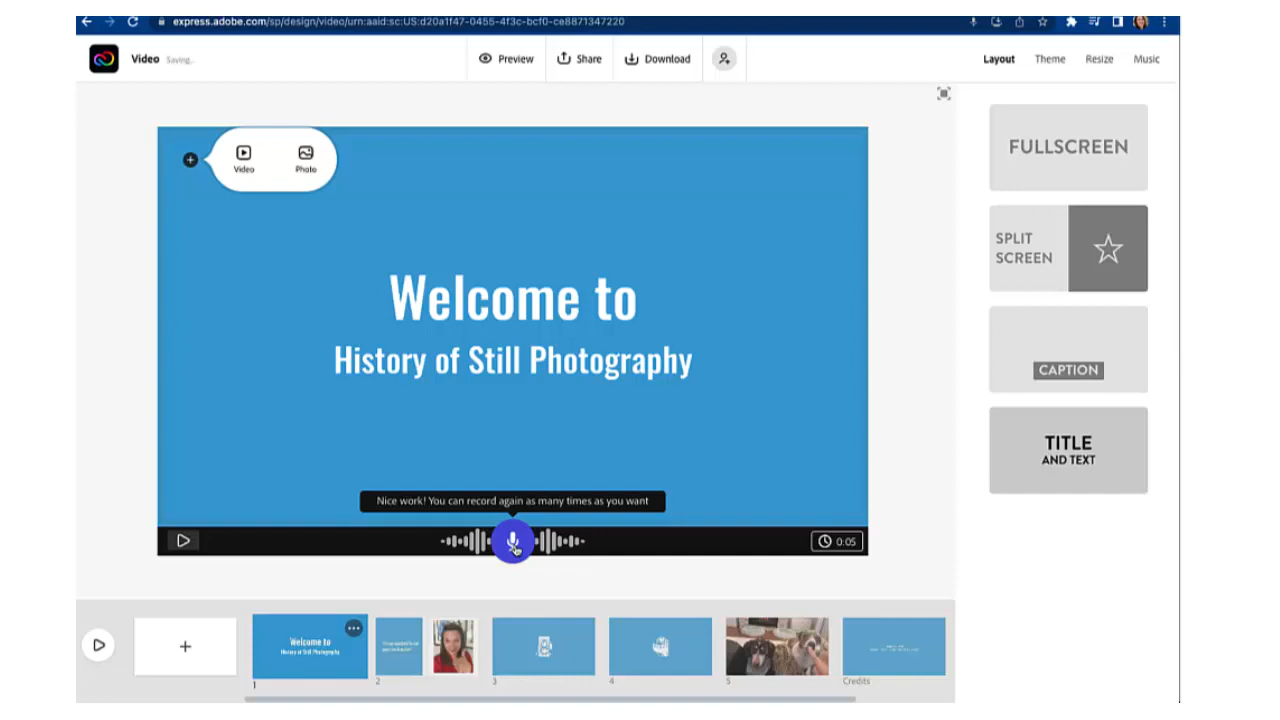 express.adobe.com/sp/design/video/urn:aaid:sc:US:d20a1f47-0455-4f3c-bcf0-ce8871347220
Video Saving..
Preview
Share
Download
Layout
Theme
Resize
Music
Video
Photo
Welcome to
History of Still Photography
Nice work! You can record again as many times as you want
0:05
FULLSCREEN
SPLIT
SCREEN
CAPTION
TITLE
AND TEXT
+
Welcome to
History of Still Photography
1
2
3
4
5
Credits